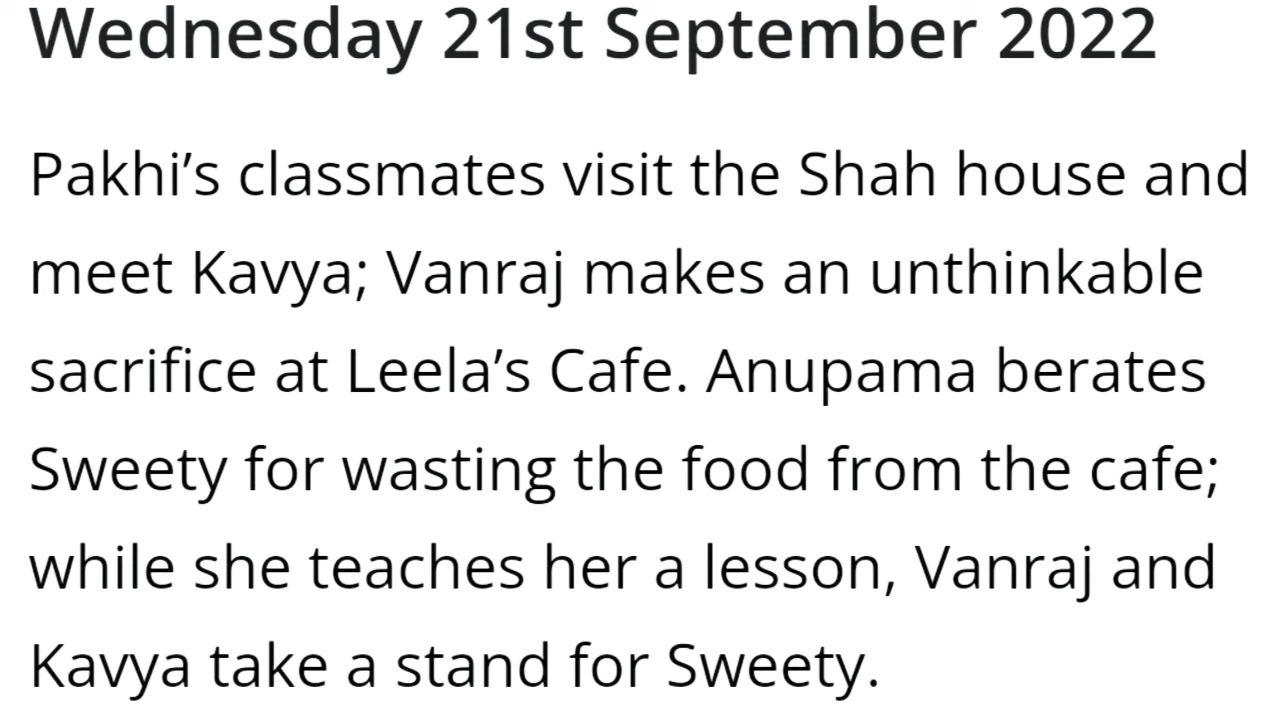 Wednesday 21st September 2022
Pakhi’s classmates visit the Shah house and
meet Kavya; Vanraj makes an unthinkable
sacrifice at Leela’s Cafe. Anupama berates
Sweety for wasting the food from the cafe;
while she teaches her a lesson, Vanraj and
Kavya take a stand for Sweety.